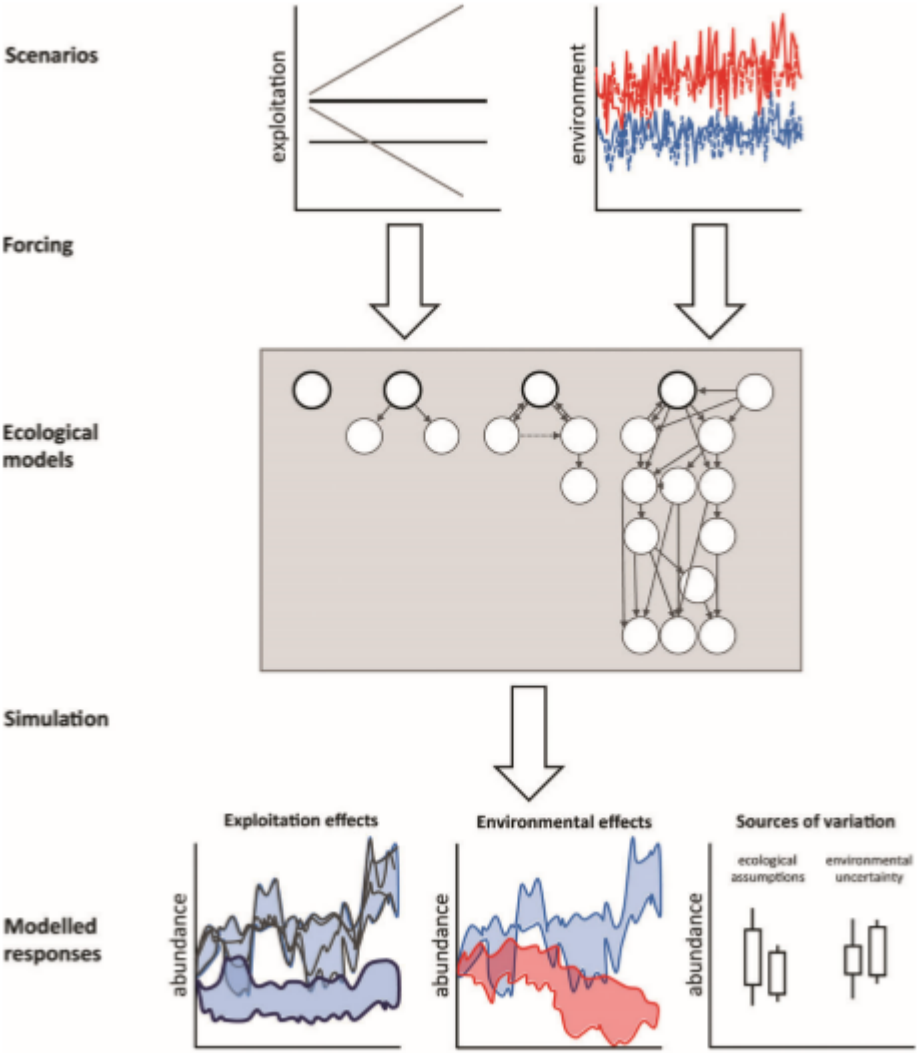 Scenarios
exploitation
environment
Forcing
Ecological
models
Simulation
Modelled
responses
Exploitation effects
abundance
Environmental effects
abundance
Sources of variation
ecological
assumptions
environmental
uncertainty
abundance